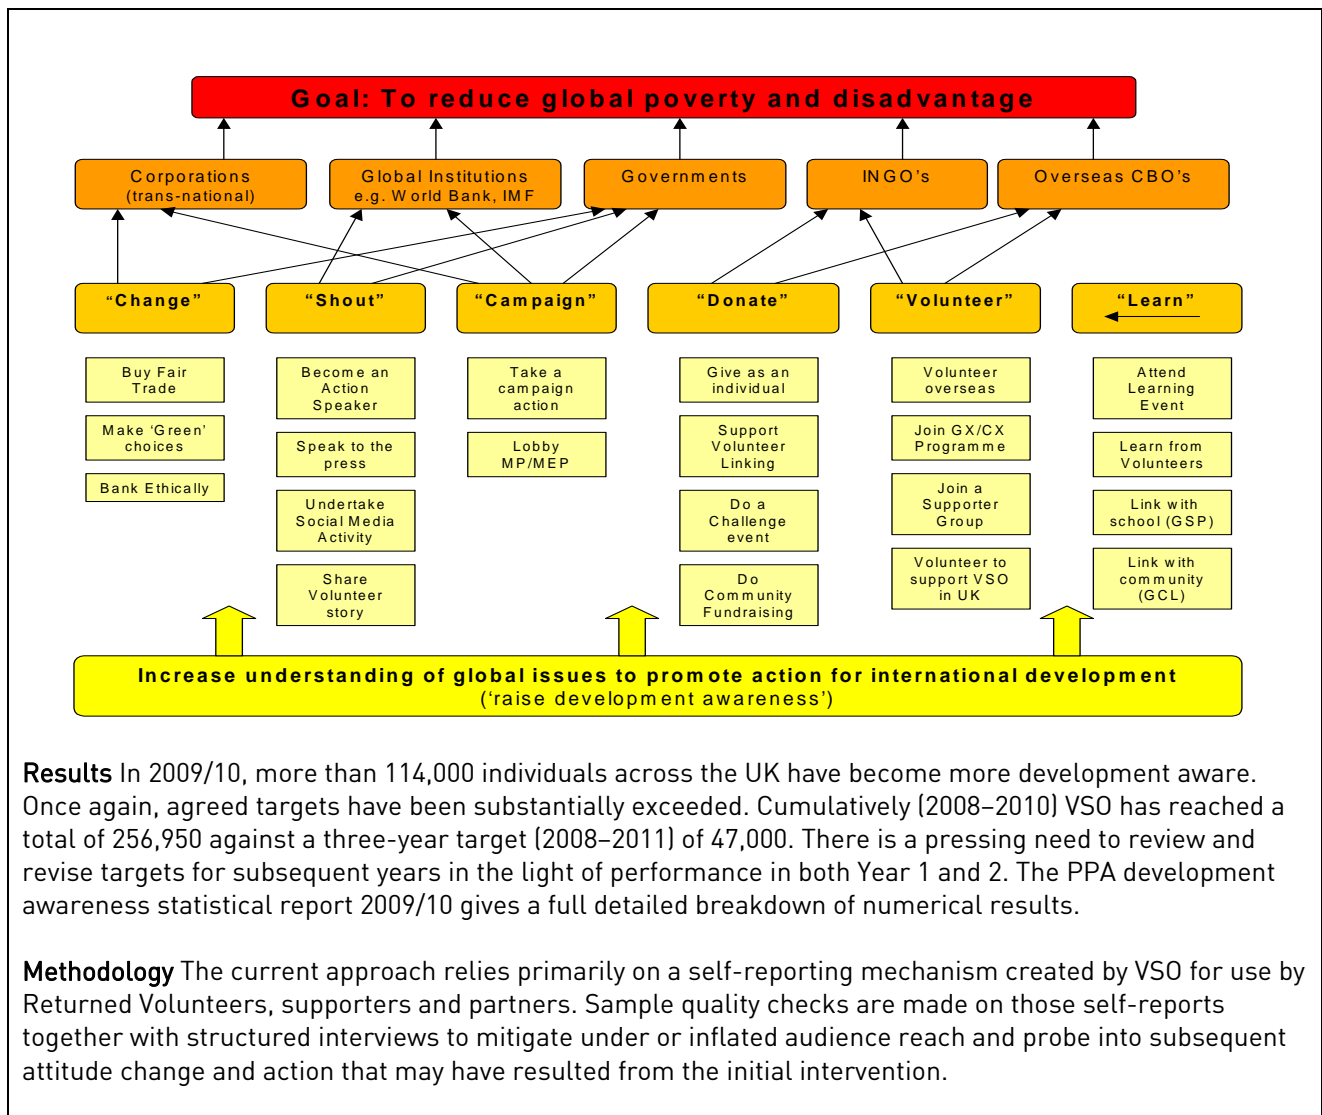 Goal: To reduce global poverty and disadvantage
Corporations
(trans-national)
Global Institutions
e.g. World Bank, IMF
Governments
INGO's
Overseas CBO's
“Change”
“Shout”
“Campaign”
“Donate”
“Volunteer”
“Learn”
Buy Fair
Trade
Make ‘Green’
choices
Bank Ethically
Become an
Action
Speaker
Speak to the
press
Undertake
Social Media
Activity
Share
Volunteer
story
Take a
campaign
action
Lobby
MP/MEP
Give as an
individual
Support
Volunteer
Linking
Do a
Challenge
event
Do
Community
Fundraising
Volunteer
overseas
Join GX/CX
Programme
Join a
Supporter
Group
Volunteer to
support VSO
in UK
Attend
Learning
Event
Learn from
Volunteers
Link with
school (GSP)
Link with
community
(GCL)
Increase understanding of global issues to promote action for international development
(‘raise development awareness’)
Results In 2009/10, more than 114,000 individuals across the UK have become more development aware.
Once again, agreed targets have been substantially exceeded. Cumulatively (2008–2010) VSO has reached a
total of 256,950 against a three-year target (2008–2011) of 47,000. There is a pressing need to review and
revise targets for subsequent years in the light of performance in both Year 1 and 2. The PPA development
awareness statistical report 2009/10 gives a full detailed breakdown of numerical results.
Methodology The current approach relies primarily on a self-reporting mechanism created by VSO for use by
Returned Volunteers, supporters and partners. Sample quality checks are made on those self-reports
together with structured interviews to mitigate under or inflated audience reach and probe into subsequent
attitude change and action that may have resulted from the initial intervention.